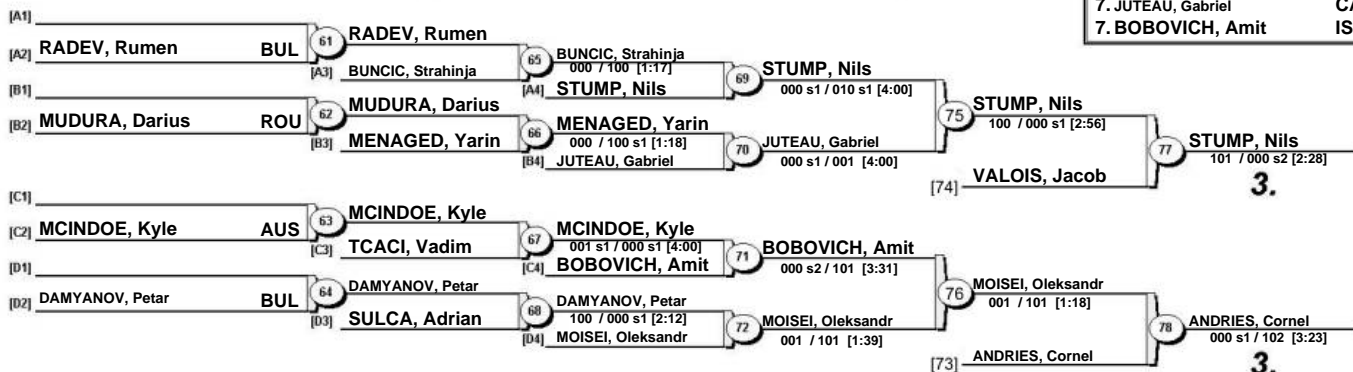 7. JUTEAU, Gabriel CA
7. BOBOVICH, Amit IS
[A1]
[A2] RADEV, Rumen BUL
61
RADEV, Rumen
[A3] BUNCIC, Strahinja
65
BUNCIC, Strahinja
000 / 100 [1:17]
[A4] STUMP, Nils
69
STUMP, Nils
000 s1 / 010 s1 [4:00]
[B1]
[B2] MUDURA, Darius ROU
62
MUDURA, Darius
[B3] MENAGED, Yarin
66
MENAGED, Yarin
000 / 100 s1 [1:18]
[B4] JUTEAU, Gabriel
70
JUTEAU, Gabriel
000 s1 / 001 [4:00]
75
STUMP, Nils
100 / 000 s1 [2:56]
[74] VALOIS, Jacob
77
STUMP, Nils
101 / 000 s2 [2:28]
3.
[C1]
[C2] MCINDOE, Kyle AUS
63
MCINDOE, Kyle
[C3] TCACI, Vadim
67
MCINDOE, Kyle
001 s1 / 000 s1 [4:00]
[C4] BOBOVICH, Amit
71
BOBOVICH, Amit
000 s2 / 101 [3:31]
[D1]
[D2] DAMYANOV, Petar BUL
64
DAMYANOV, Petar
[D3] SULCA, Adrian
68
DAMYANOV, Petar
100 / 000 s1 [2:12]
[D4] MOISEI, Oleksandr
72
MOISEI, Oleksandr
001 / 101 [1:39]
76
MOISEI, Oleksandr
001 / 101 [1:18]
[73] ANDRIES, Cornel
78
ANDRIES, Cornel
000 s1 / 102 [3:23]
3.